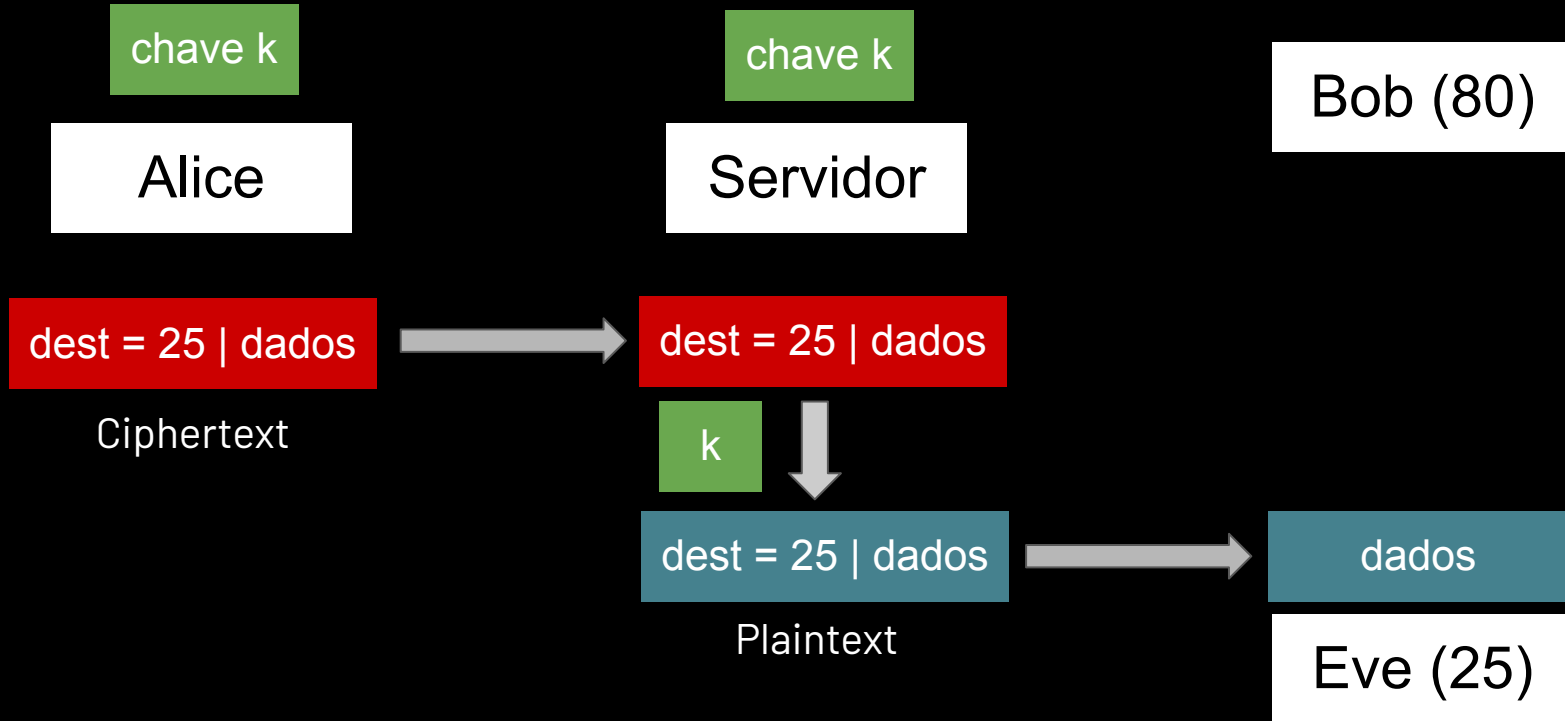 chave k
chave k
Bob (80)
Alice
Servidor
dest = 25 | dados
dest = 25 | dados
Ciphertext
k
dest = 25 | dados
dados
Plaintext
Eve (25)